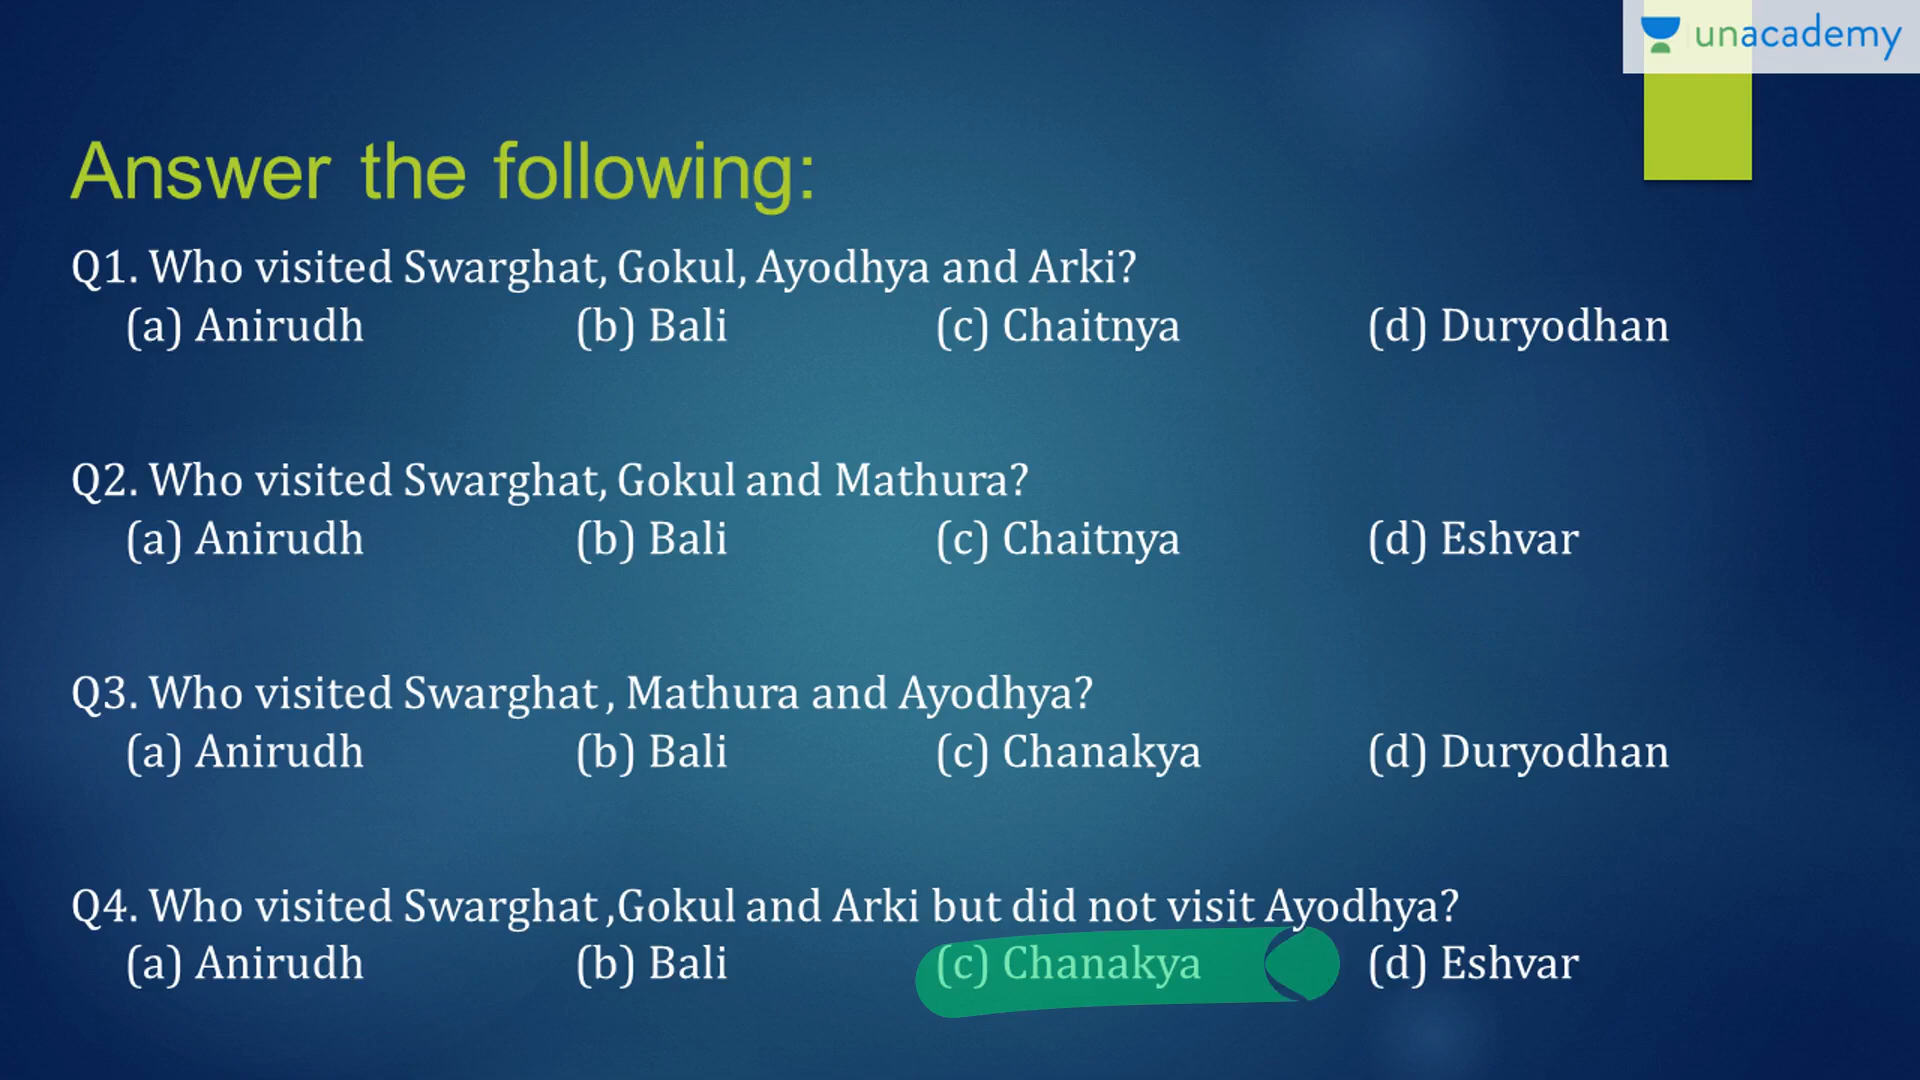 unacademy
Answer the following:
Q1. Who visited Swarghat, Gokul, Ayodhya and Arki?
(a) Anirudh (b) Bali (c) Chaitnya (d) Duryodhan
Q2. Who visited Swarghat, Gokul and Mathura?
(a) Anirudh (b) Bali (c) Chaitnya (d) Eshvar
Q3. Who visited Swarghat , Mathura and Ayodhya?
(a) Anirudh (b) Bali (c) Chanakya (d) Duryodhan
Q4. Who visited Swarghat ,Gokul and Arki but did not visit Ayodhya?
(a) Anirudh (b) Bali (c) Chanakya (d) Eshvar